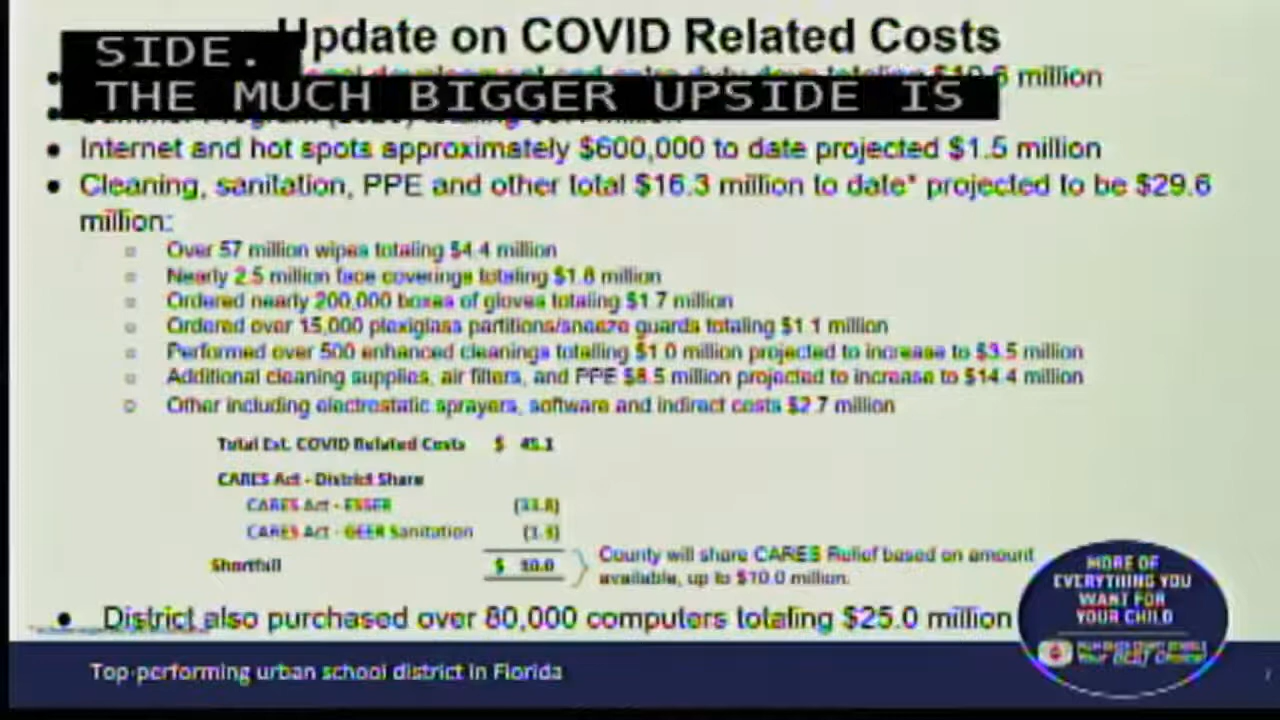 Update on COVID Related Costs
SIDE.
million
THE MUCH BIGGER UPSIDE IS
• Internet and hot spots approximately $600,000 to date projected $1.5 million
• Cleaning, sanitation, PPE and other total $16.3 million to date* projected to be $29.6
million:
o Over 57 million wipes totaling $4.4 million
o Nearly 2.5 million face coverings totaling $1.8 million
o Ordered nearly 200,000 boxes of gloves totaling $1.7 million
o Ordered over 15,000 plexiglass partitions/sneeze guards totaling $1.1 million
o Performed over 500 enhanced cleanings totalling $1.0 million projected to increase to $3.5 million
o Additional cleaning supplies, air filters, and PPE $8.5 million projected to increase to $14.4 million
o Other including electrostatic sprayers, software and indirect costs $2.7 million
Total Est. COVID Related Costs $ 45.1
CARES Act - District Share
CARES Act - ESSER
CARES Act - GEER Sanitation
Shortfall $ 10.0
County will share CARES Relief based on amount
available, up to $10.0 million.
• District also purchased over 80,000 computers totaling $25.0 million
MORE OF
EVERYTHING YOU
WANT FOR
YOUR CHILD
Your BEST Choice!
Top-performing urban school district in Florida